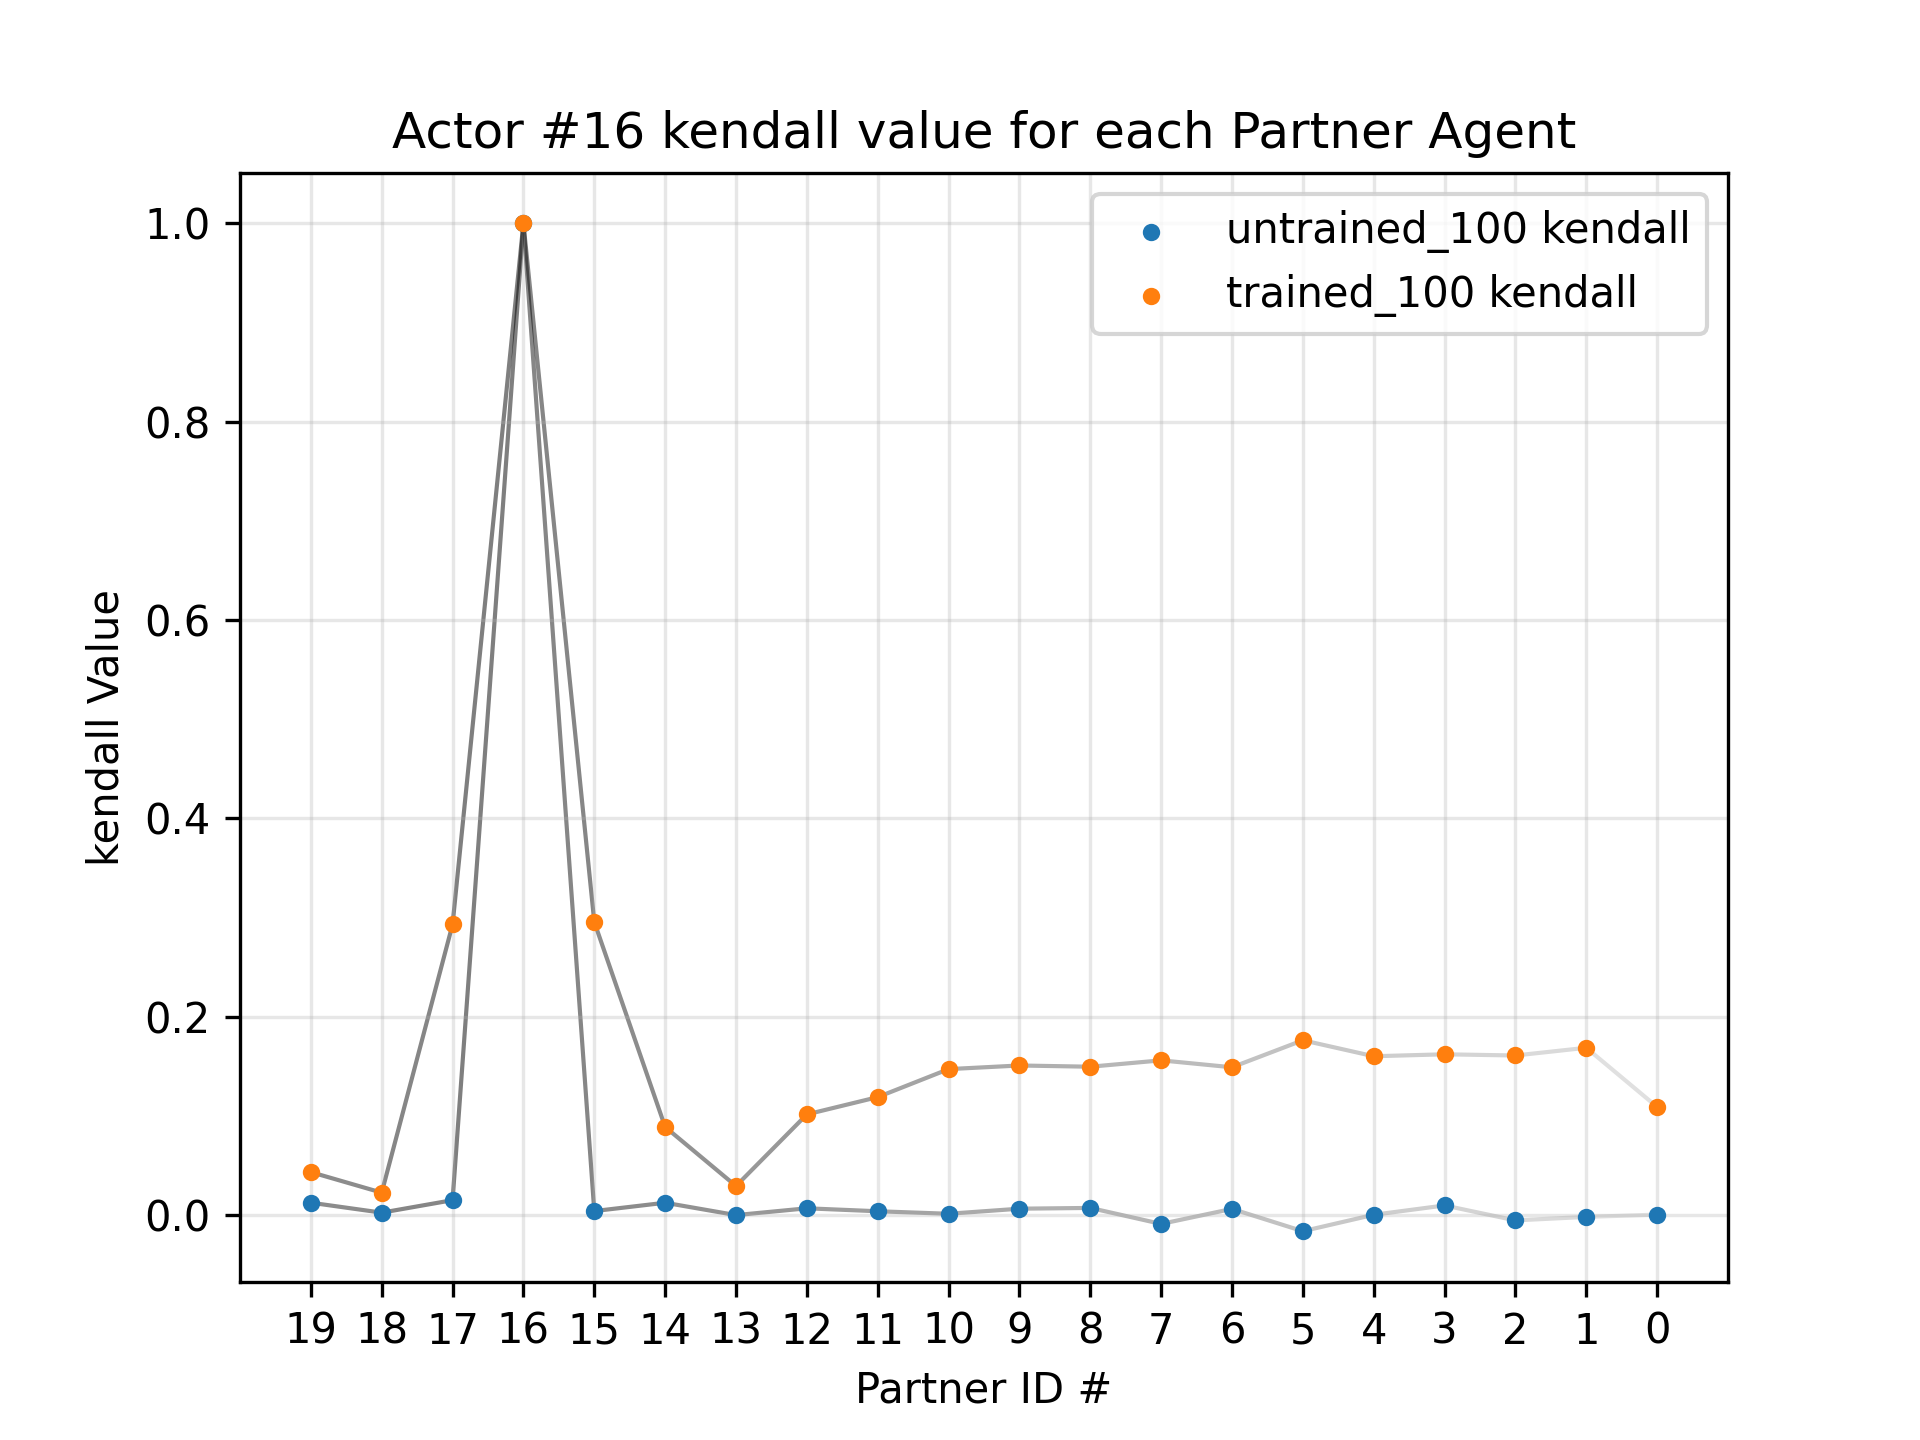 Actor #16 kendall value for each Partner Agent
untrained_100 kendall
trained_100 kendall
kendall Value
1.0
0.8
0.6
0.4
0.2
0.0
19 18 17 16 15 14 13 12 11 10 9 8 7 6 5 4 3 2 1 0
Partner ID #